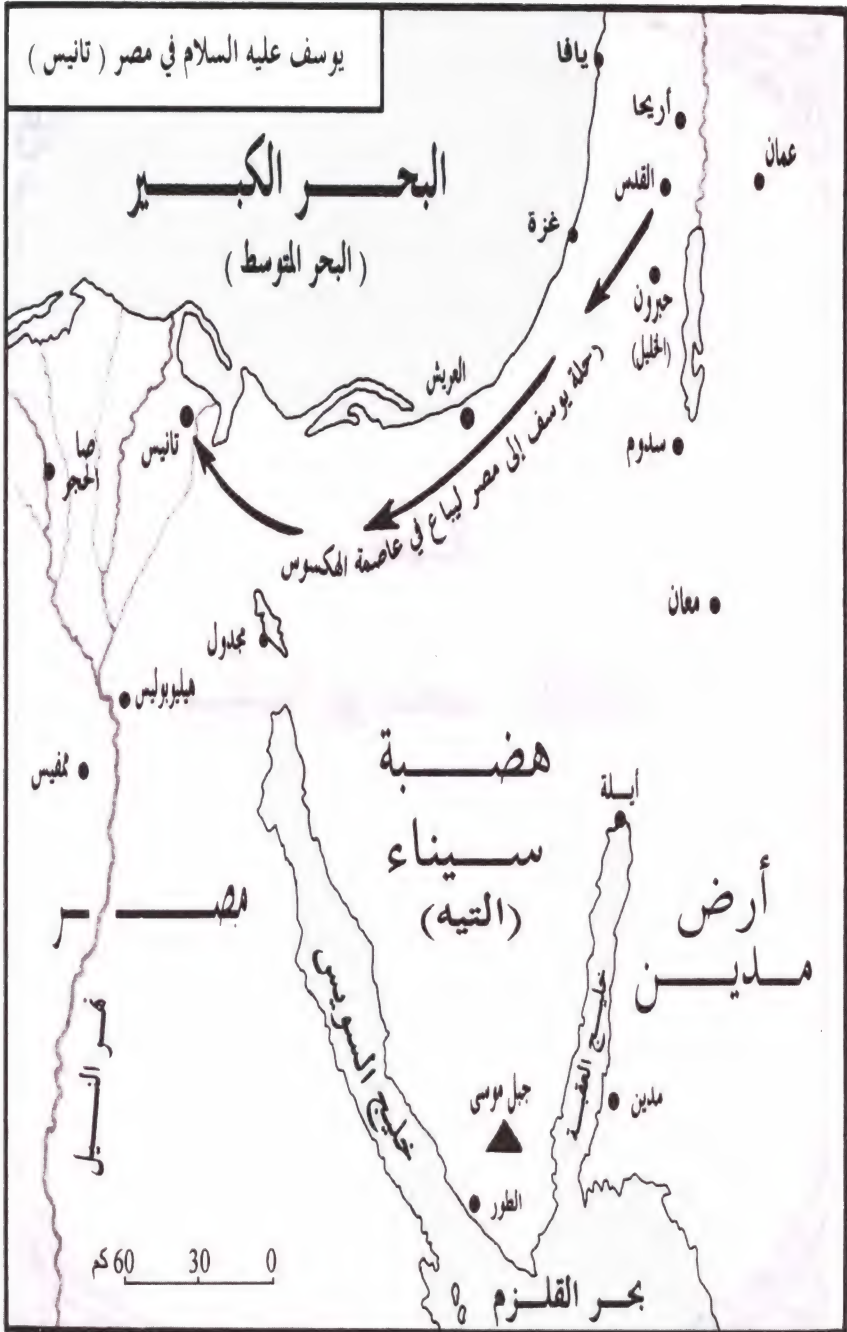 يوسف عليه السلام في مصر ( تانيس )
يافا
أريحا
عمان
القدس
البحر الكبير
( البحر المتوسط )
غزة
حبرون
(الخليل)
العريش
رحلة يوسف إلى مصر ليباع في عاصمة الهكسوس
تانيس
صا
الحجر
سدوم
معان
مجدول
هيليوبوليس
ممفيس
هضبة
سيناء
(التيه)
أيلة
أرض
مدين
مصر
نهر النيل
خليج السويس
خليج العقبة
جبل موسى
مدين
الطور
0 30 60 كم
بحر القلزم